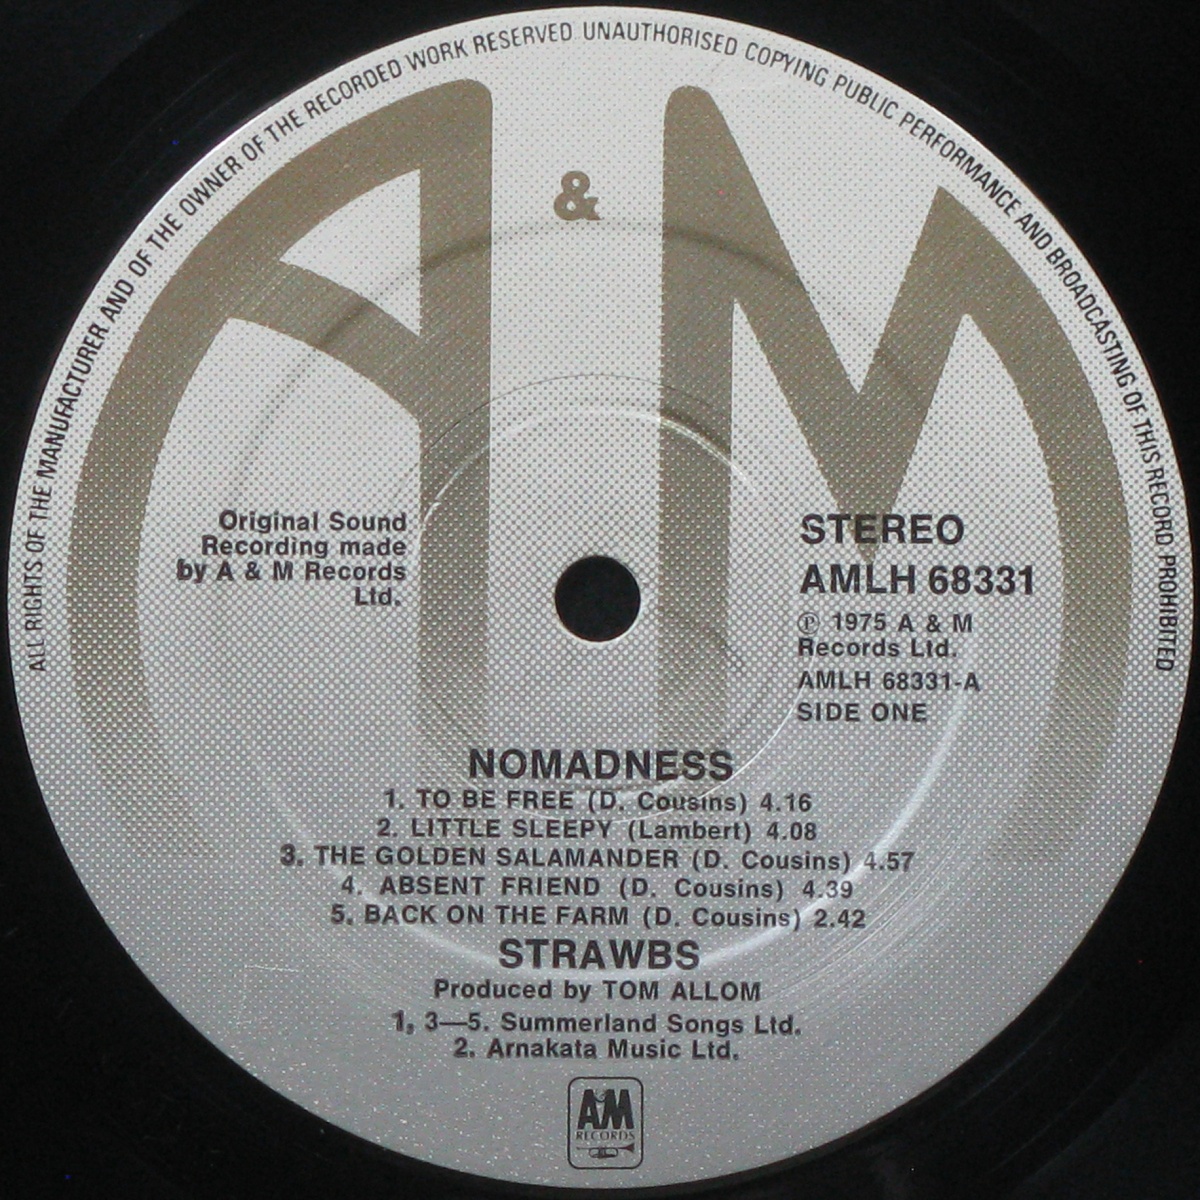 ALL RIGHTS OF THE MANUFACTURER AND OF THE OWNER OF THE RECORDED WORK RESERVED UNAUTHORISED COPYING PUBLIC PERFORMANCE AND BROADCASTING OF THIS RECORD PROHIBITED
A & M
Original Sound
Recording made
by A & M Records
Ltd.
STEREO
AMLH 68331
℗ 1975 A & M
Records Ltd.
AMLH 68331-A
SIDE ONE
NOMADNESS
1. TO BE FREE (D. Cousins) 4.16
2. LITTLE SLEEPY (Lambert) 4.08
3. THE GOLDEN SALAMANDER (D. Cousins) 4.57
4. ABSENT FRIEND (D. Cousins) 4.39
5. BACK ON THE FARM (D. Cousins) 2.42
STRAWBS
Produced by TOM ALLOM
1, 3—5. Summerland Songs Ltd.
2. Arnakata Music Ltd.
A&M
RECORDS